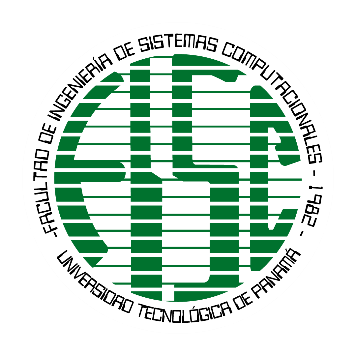 FACULTAD DE INGENIERÍA DE SISTEMAS COMPUTACIONALES - 1982 -
UNIVERSIDAD TECNOLÓGICA DE PANAMÁ